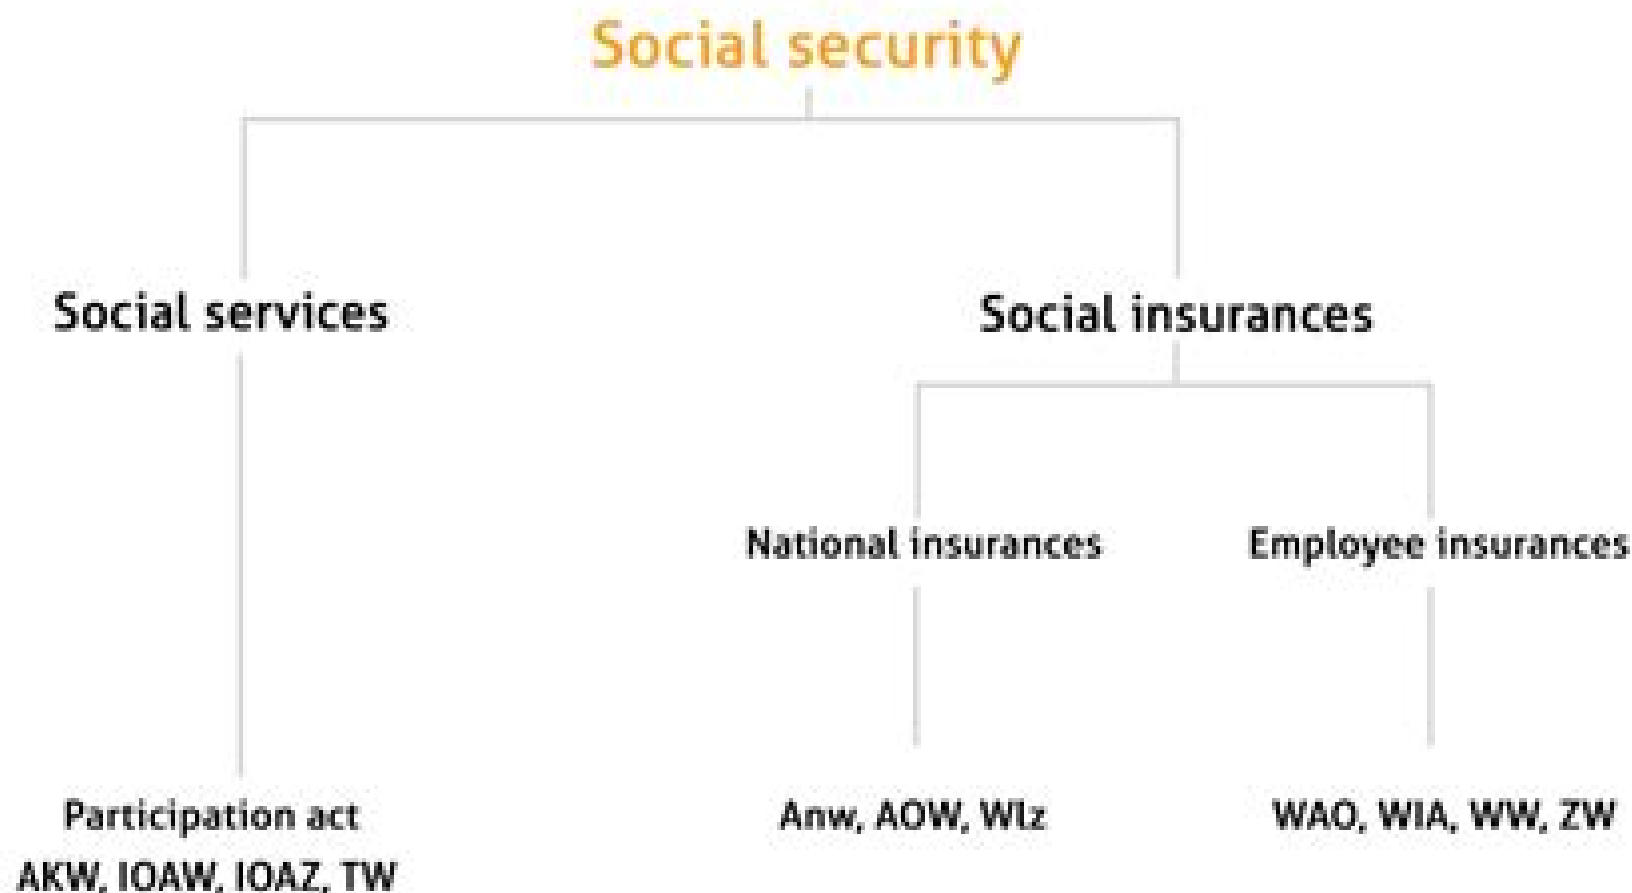 Social security
Social services
Social insurances
National insurances
Employee insurances
Participation act
AKW, IOAW, IOAZ, TW
Anw, AOW, Wlz
WAO, WIA, WW, ZW